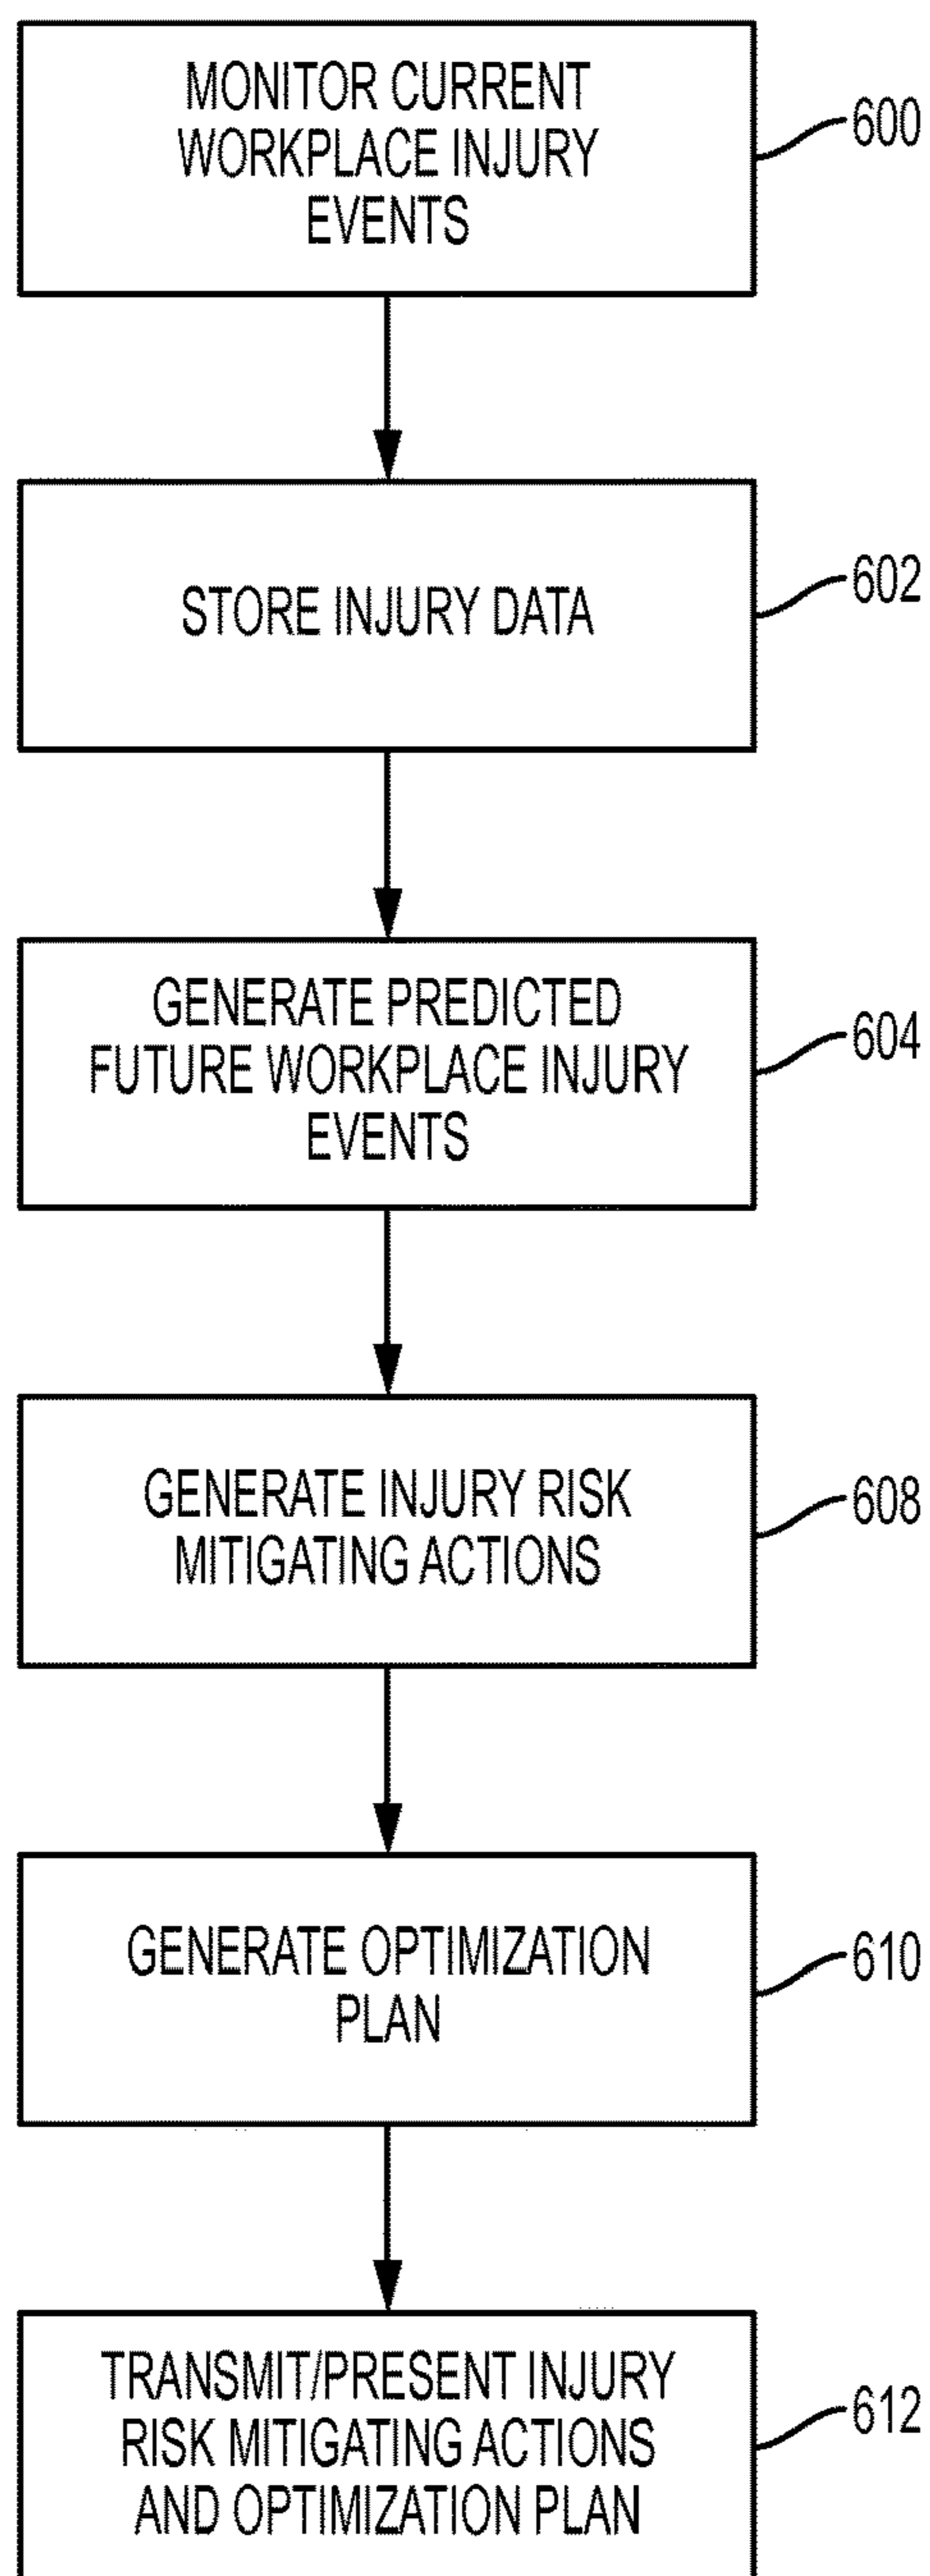 MONITOR CURRENT
WORKPLACE INJURY
EVENTS
600
STORE INJURY DATA
602
GENERATE PREDICTED
FUTURE WORKPLACE INJURY
EVENTS
604
GENERATE INJURY RISK
MITIGATING ACTIONS
608
GENERATE OPTIMIZATION
PLAN
610
TRANSMIT/PRESENT INJURY
RISK MITIGATING ACTIONS
AND OPTIMIZATION PLAN
612